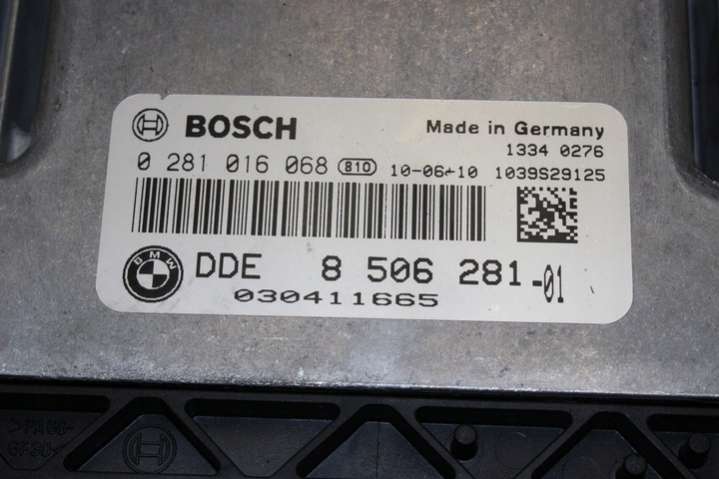 BOSCH Made in Germany
1334 0276
0 281 016 068 810 10-06-10 1039S29125
BMW DDE 8 506 281-01
030411665